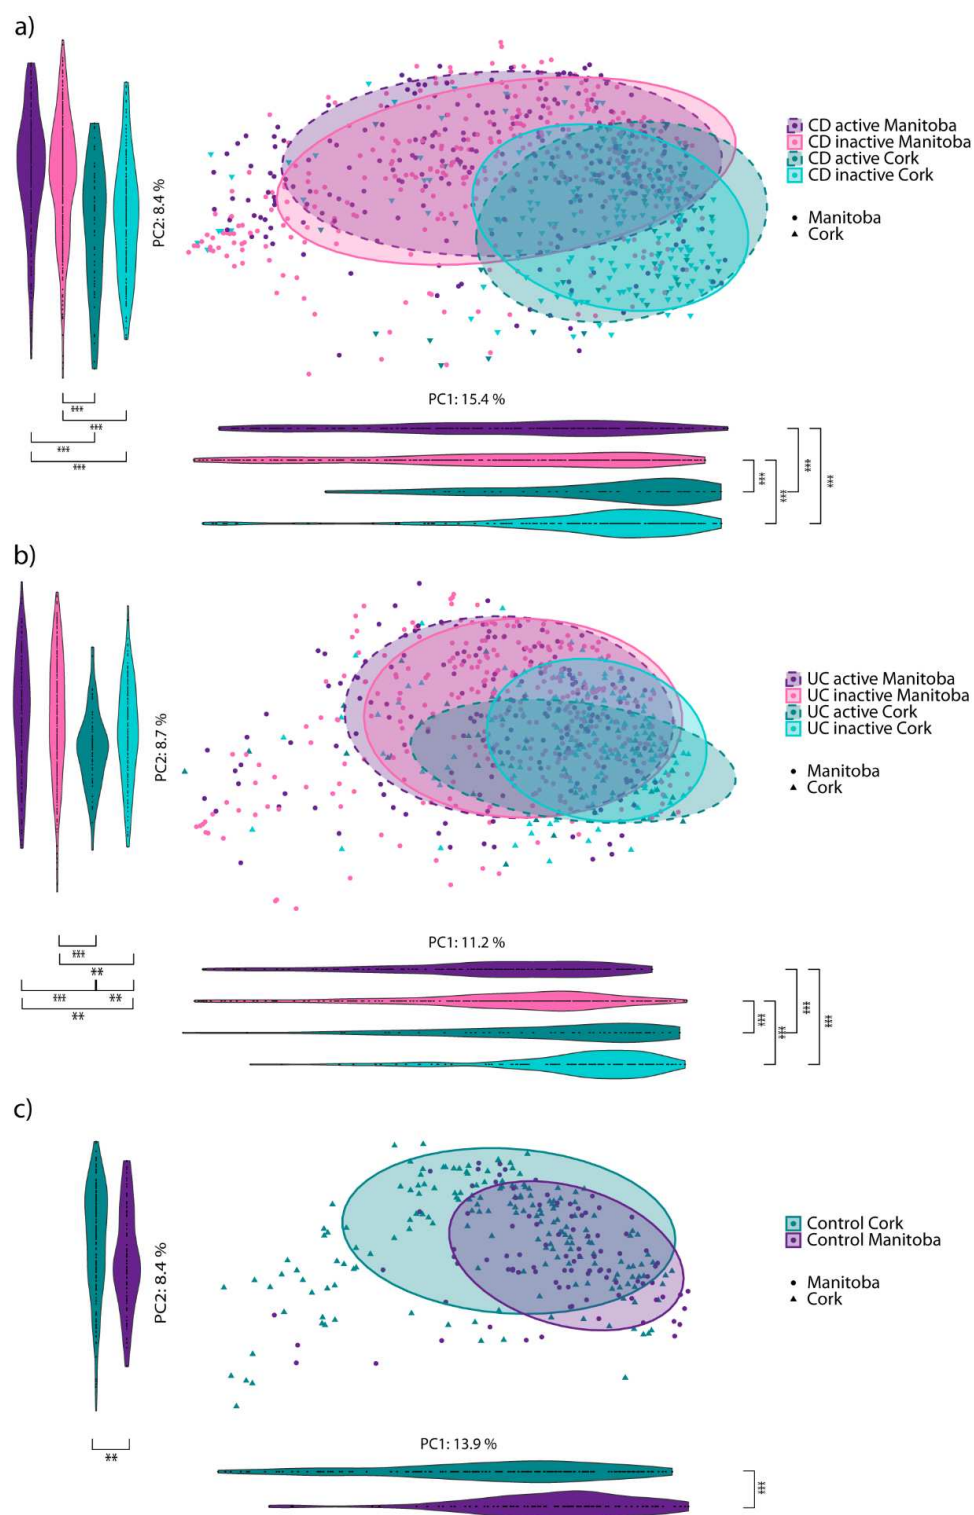 a)
CD active Manitoba
CD inactive Manitoba
CD active Cork
CD inactive Cork
Manitoba
Cork
PC2: 8.4 %
PC1: 15.4 %
***
***
***
***
***
***
***
***
b)
UC active Manitoba
UC inactive Manitoba
UC active Cork
UC inactive Cork
Manitoba
Cork
PC2: 8.7 %
PC1: 11.2 %
***
**
***
**
**
***
***
***
***
c)
Control Cork
Control Manitoba
Manitoba
Cork
PC2: 8.4 %
PC1: 13.9 %
**
***